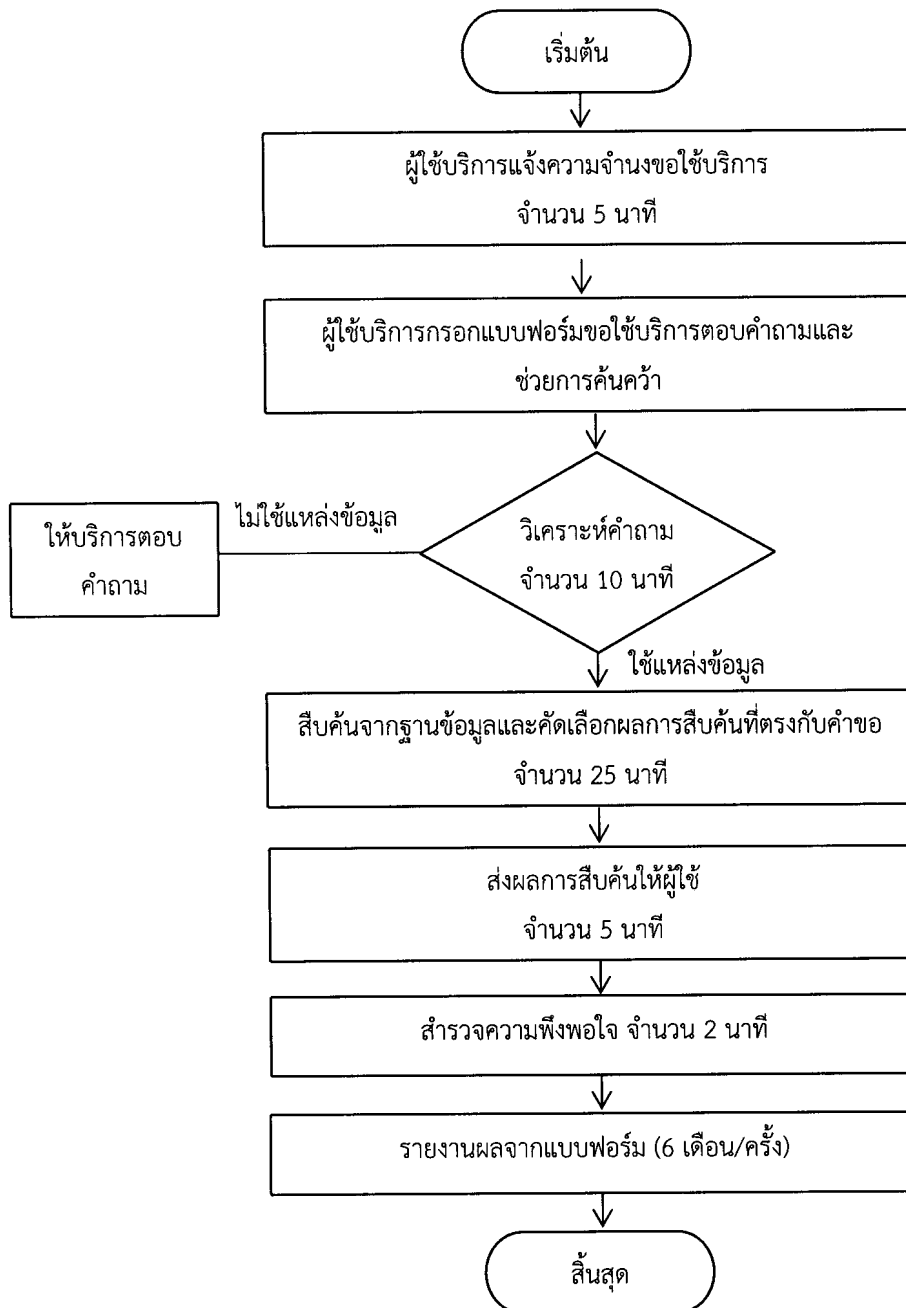 เริ่มต้น
ผู้ใช้บริการแจ้งความจำนงขอใช้บริการ
จำนวน 5 นาที
ผู้ใช้บริการกรอกแบบฟอร์มขอใช้บริการตอบคำถามและ
ช่วยการค้นคว้า
วิเคราะห์คำถาม
จำนวน 10 นาที
ไม่ใช้แหล่งข้อมูล
ให้บริการตอบ
คำถาม
ใช้แหล่งข้อมูล
สืบค้นจากฐานข้อมูลและคัดเลือกผลการสืบค้นที่ตรงกับคำขอ
จำนวน 25 นาที
ส่งผลการสืบค้นให้ผู้ใช้
จำนวน 5 นาที
สำรวจความพึงพอใจ จำนวน 2 นาที
รายงานผลจากแบบฟอร์ม (6 เดือน/ครั้ง)
สิ้นสุด